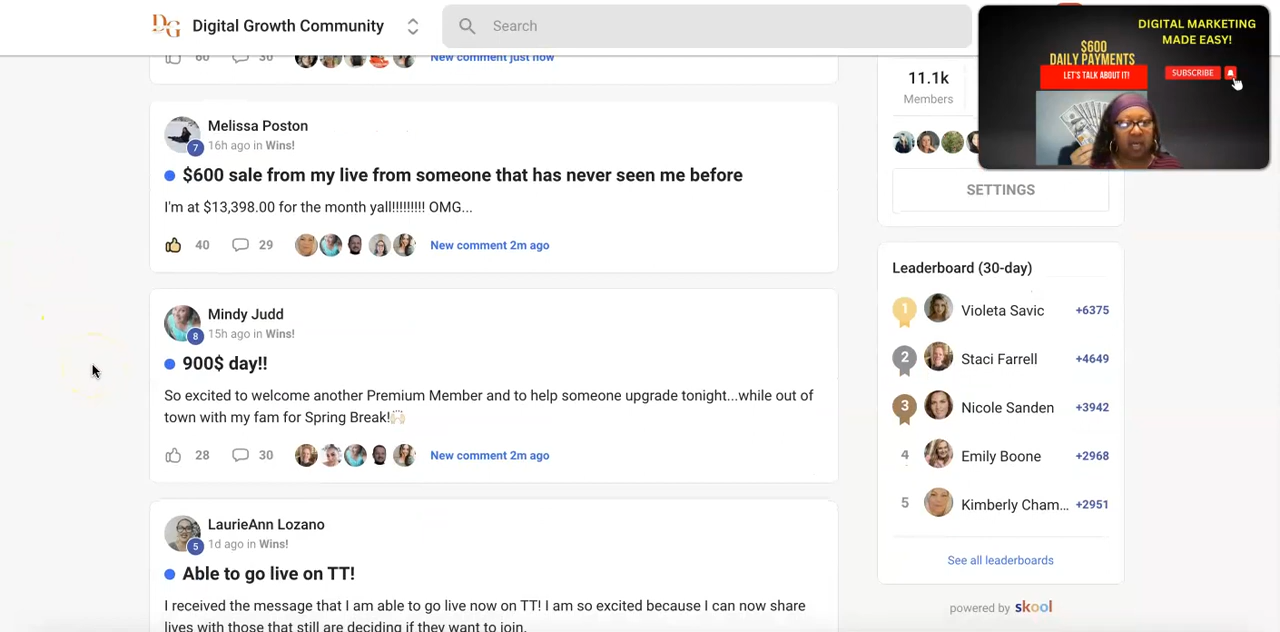 DG Digital Growth Community
Search
60 36 New comment just now
Melissa Poston
7 16h ago in Wins!
$600 sale from my live from someone that has never seen me before
I'm at $13,398.00 for the month yall!!!!!!!!! OMG...
40 29 New comment 2m ago
Mindy Judd
8 15h ago in Wins!
900$ day!!
So excited to welcome another Premium Member and to help someone upgrade tonight...while out of
town with my fam for Spring Break!🙌🏻
28 30 New comment 2m ago
LaurieAnn Lozano
5 1d ago in Wins!
Able to go live on TT!
I received the message that I am able to go live now on TT! I am so excited because I can now share
lives with those that still are deciding if they want to join.
DIGITAL MARKETING
MADE EASY!
$600
DAILY PAYMENTS
LET'S TALK ABOUT IT!
SUBSCRIBE
11.1k
Members
SETTINGS
Leaderboard (30-day)
1 Violeta Savic +6375
2 Staci Farrell +4649
3 Nicole Sanden +3942
4 Emily Boone +2968
5 Kimberly Cham... +2951
See all leaderboards
powered by skool